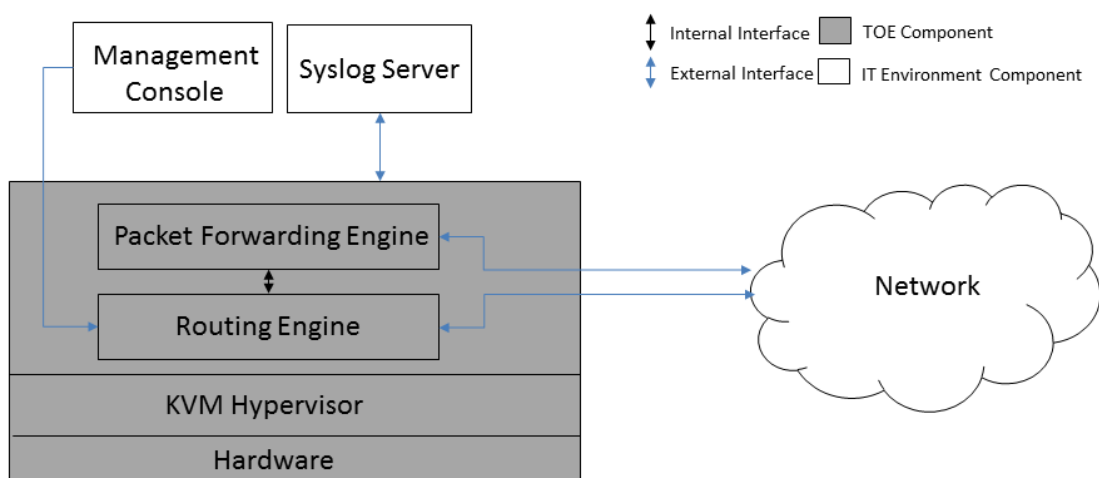 Management
Console
Syslog Server
Internal Interface
TOE Component
External Interface
IT Environment Component
Packet Forwarding Engine
Routing Engine
Network
KVM Hypervisor
Hardware